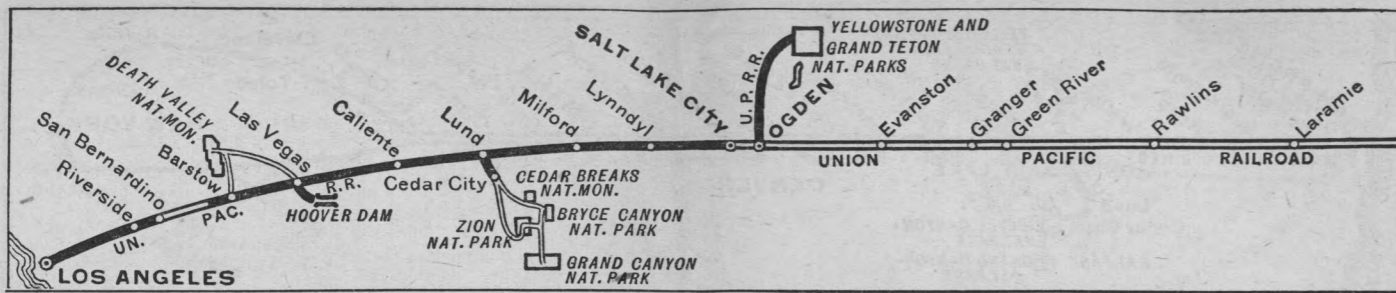 YELLOWSTONE AND
GRAND TETON
NAT. PARKS
DEATH VALLEY
NAT. MON.
SALT LAKE CITY
U.P. R.R.
OGDEN
Los Angeles
Riverside
San Bernardino
Barstow
Las Vegas
Caliente
Lund
Milford
Lynndyl
Evanston
Granger
Green River
Rawlins
Laramie
UN.
PAC.
R.R.
UNION
PACIFIC
RAILROAD
HOOVER DAM
Cedar City
CEDAR BREAKS
NAT. MON.
ZION
NAT. PARK
BRYCE CANYON
NAT. PARK
GRAND CANYON
NAT. PARK